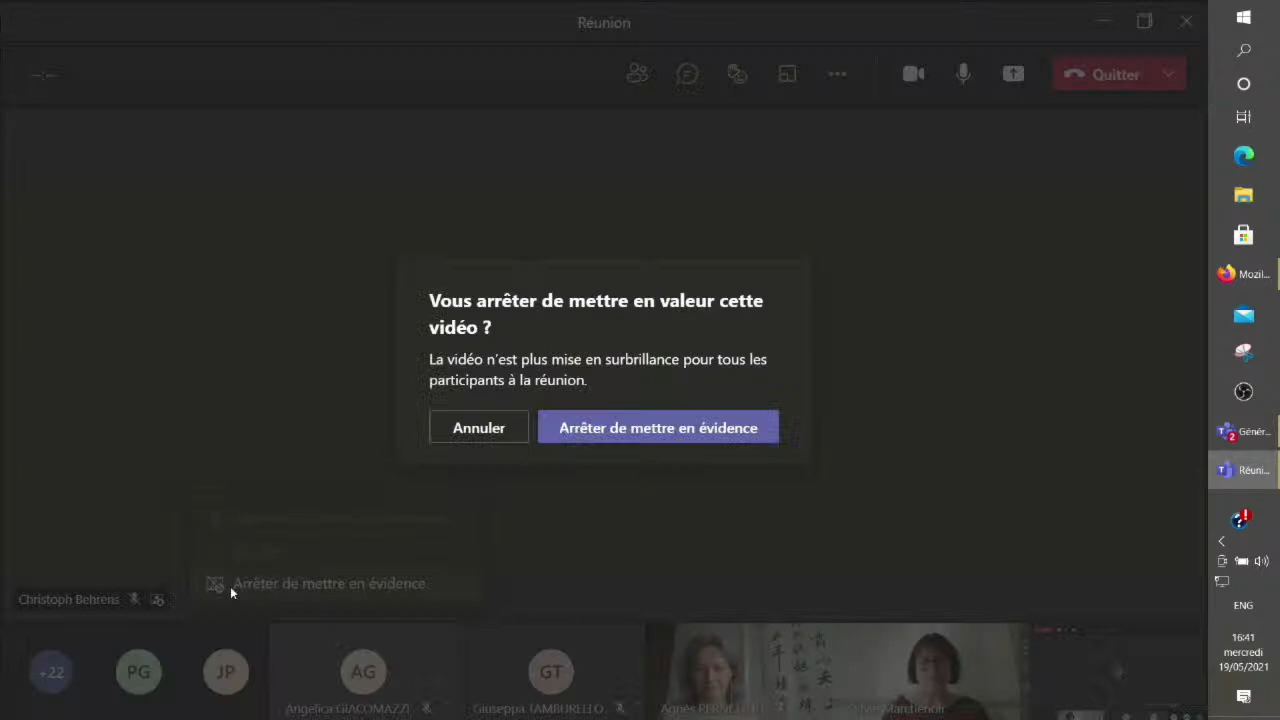 Réunion
--:--
Quitter
Vous arrêter de mettre en valeur cette
vidéo ?
La vidéo n'est plus mise en surbrillance pour tous les
participants à la réunion.
Annuler
Arrêter de mettre en évidence
Arrêter de mettre en évidence
Christoph Behrens
+22
PG
JP
AG
GT
Angelica GIACOMAZZI
Giuseppe TAMBURELLO
Mozil...
2
Génér...
Réuni...
ENG
16:41
mercredi
19/05/2021